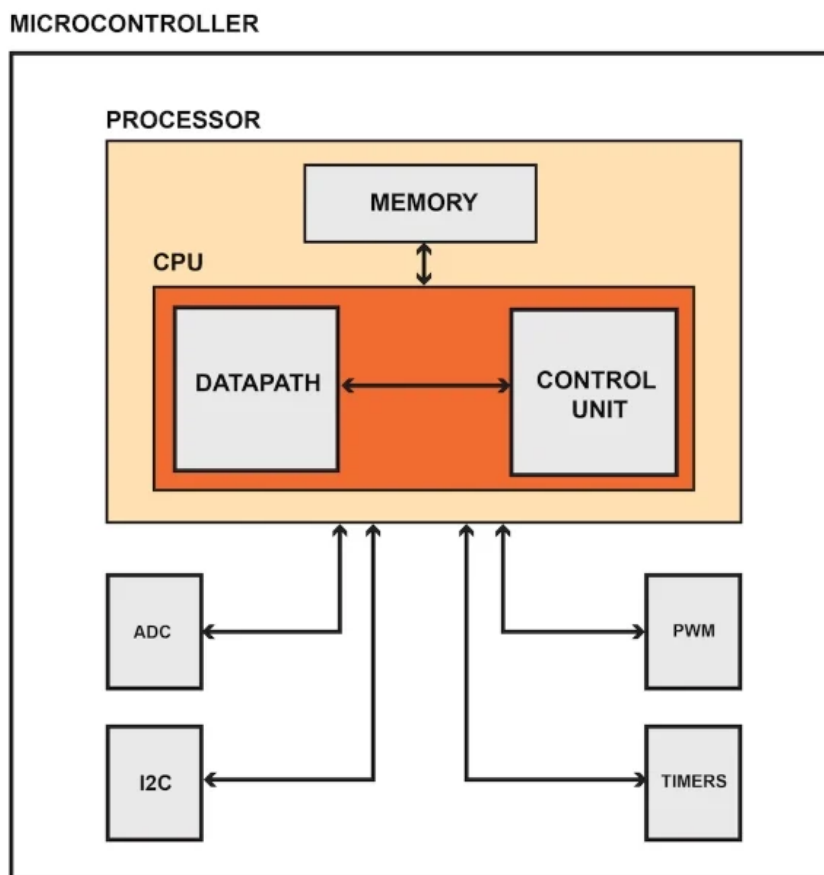 MICROCONTROLLER
PROCESSOR
MEMORY
CPU
DATAPATH
CONTROL
UNIT
ADC
PWM
I2C
TIMERS